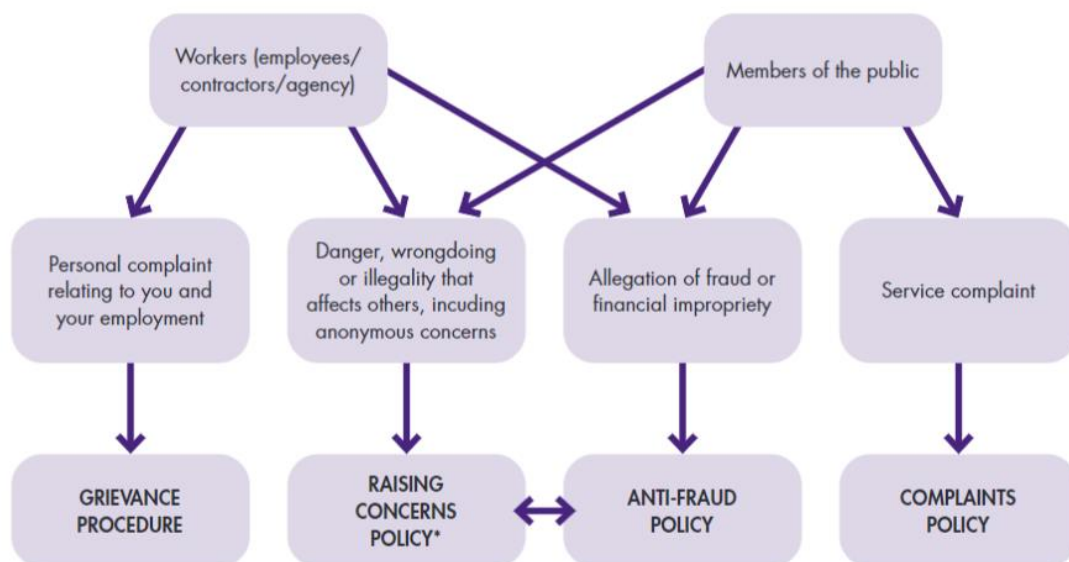 Workers (employees/
contractors/agency)
Members of the public
Personal complaint
relating to you and
your employment
Danger, wrongdoing
or illegality that
affects others, incuding
anonymous concerns
Allegation of fraud or
financial impropriety
Service complaint
GRIEVANCE
PROCEDURE
RAISING
CONCERNS
POLICY*
ANTI-FRAUD
POLICY
COMPLAINTS
POLICY